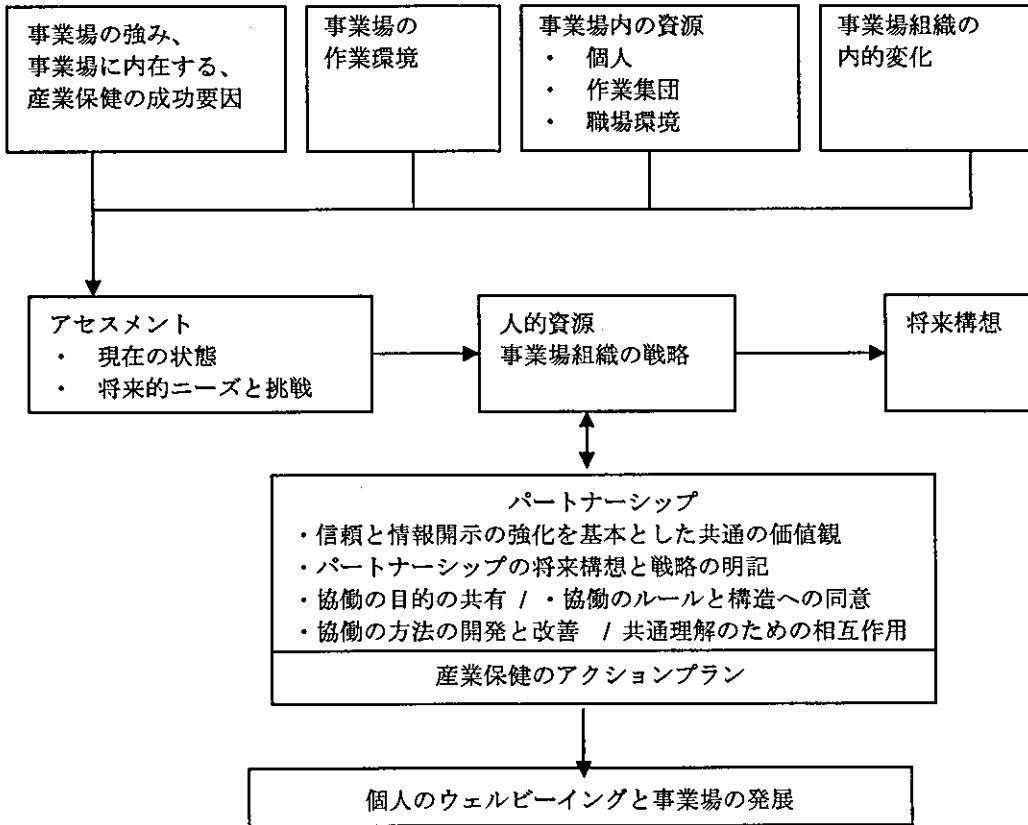 事業場の強み、
事業場に内在する、
産業保健の成功要因
事業場の
作業環境
事業場内の資源
・ 個人
・ 作業集団
・ 職場環境
事業場組織の
内的変化
アセスメント
・ 現在の状態
・ 将来的ニーズと挑戦
人的資源
事業場組織の戦略
将来構想
パートナーシップ
・信頼と情報開示の強化を基本とした共通の価値観
・パートナーシップの将来構想と戦略の明記
・協働の目的の共有 / ・協働のルールと構造への同意
・協働の方法の開発と改善 / 共通理解のための相互作用
産業保健のアクションプラン
個人のウェルビーイングと事業場の発展